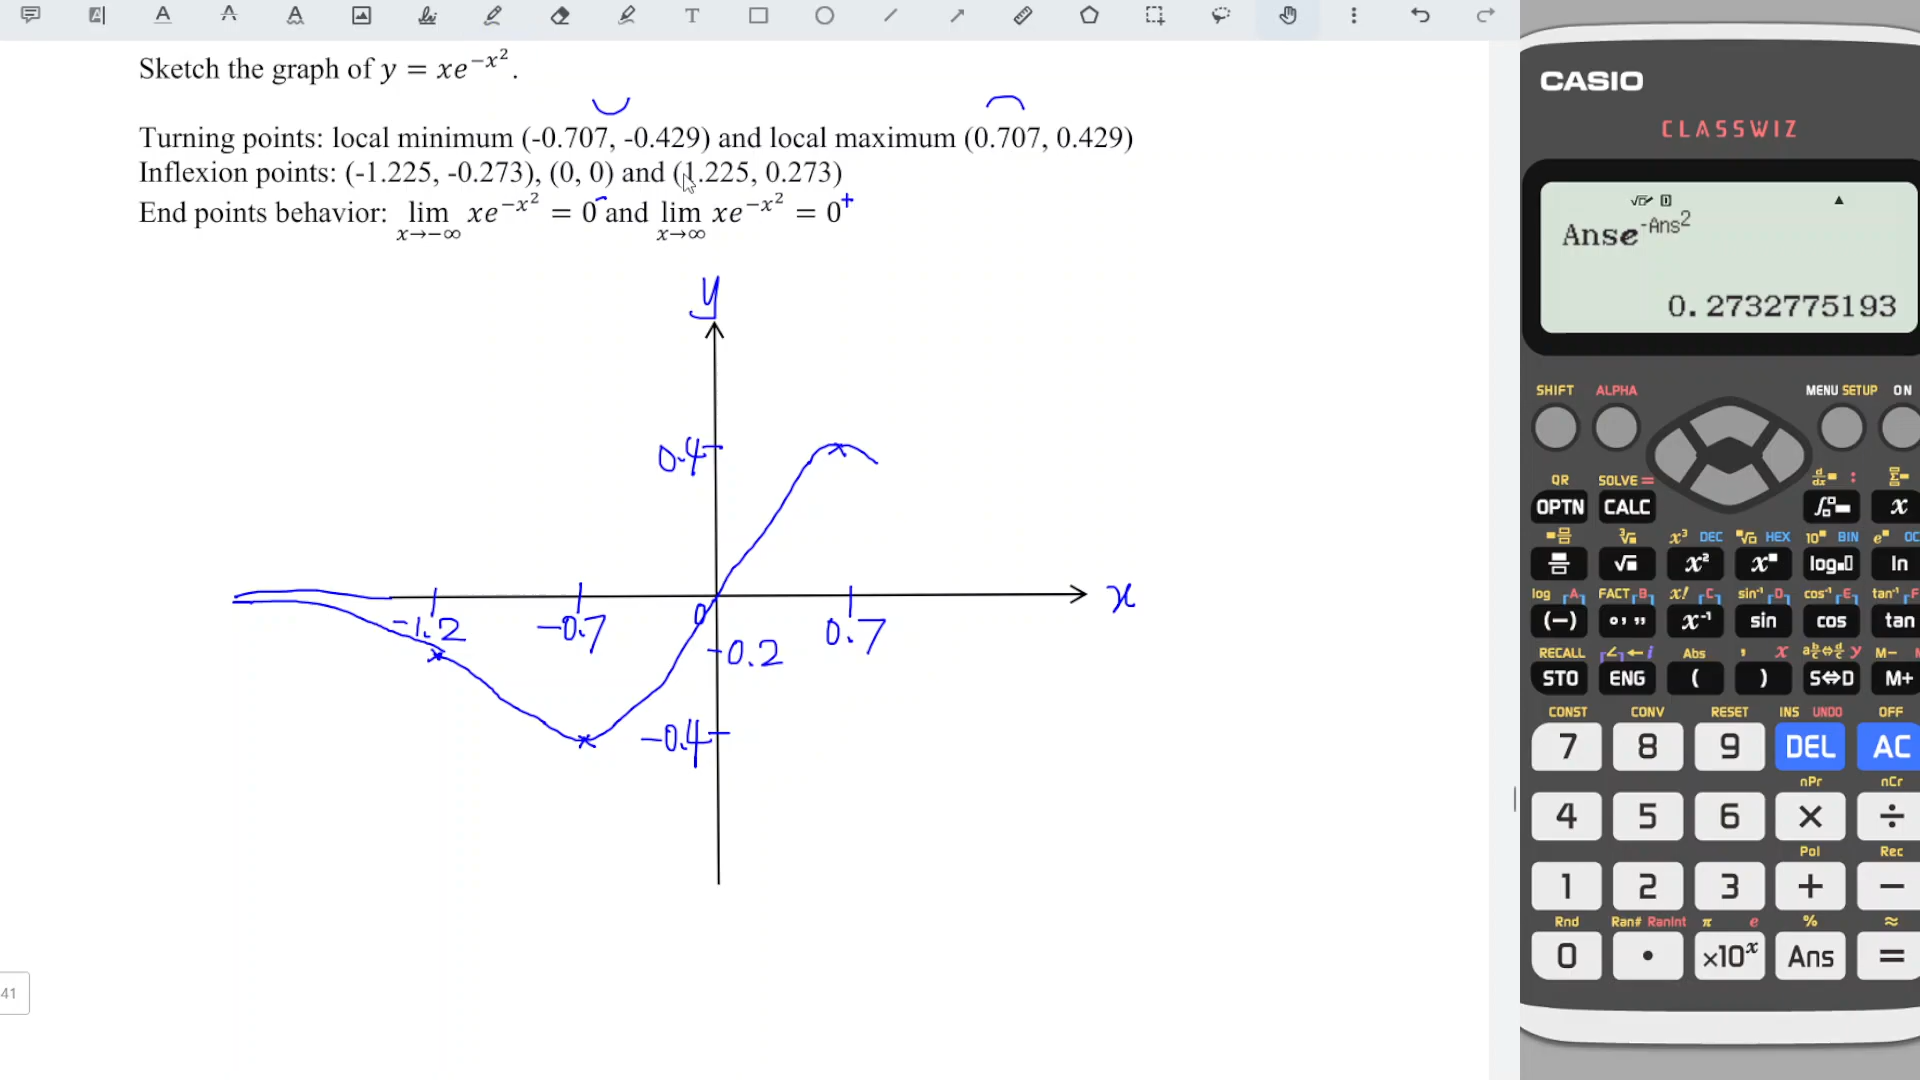 Sketch the graph of y = xe^{-x^2}.
Turning points: local minimum (-0.707, -0.429) and local maximum (0.707, 0.429)
Inflexion points: (-1.225, -0.273), (0, 0) and (1.225, 0.273)
End points behavior: lim_{x→-∞} xe^{-x^2} = 0^- and lim_{x→∞} xe^{-x^2} = 0^+
y
0.4
x
-1.2
-0.7
0
0.7
0.2
-0.4
41
CASIO
CLASSWIZ
Anse^{-Ans^2}
0.2732775193
SHIFT ALPHA MENU SETUP ON
QR SOLVE =
OPTN CALC x
x³ DEC HEX 10■ BIN e■ OC
x² x■ log■ ln
log A FACT B x! C sin⁻¹ D cos⁻¹ E tan⁻¹ F
(−) x⁻¹ sin cos tan
RECALL ∠ ← i Abs , x y M− M
STO ENG ( ) S⇔D M+
CONST CONV RESET INS UNDO OFF
7 8 9 DEL AC
nPr nCr
4 5 6 × ÷
Pol Rec
1 2 3 + −
Rnd Ran# RanInt π e % ≈
0 • ×10^x Ans =